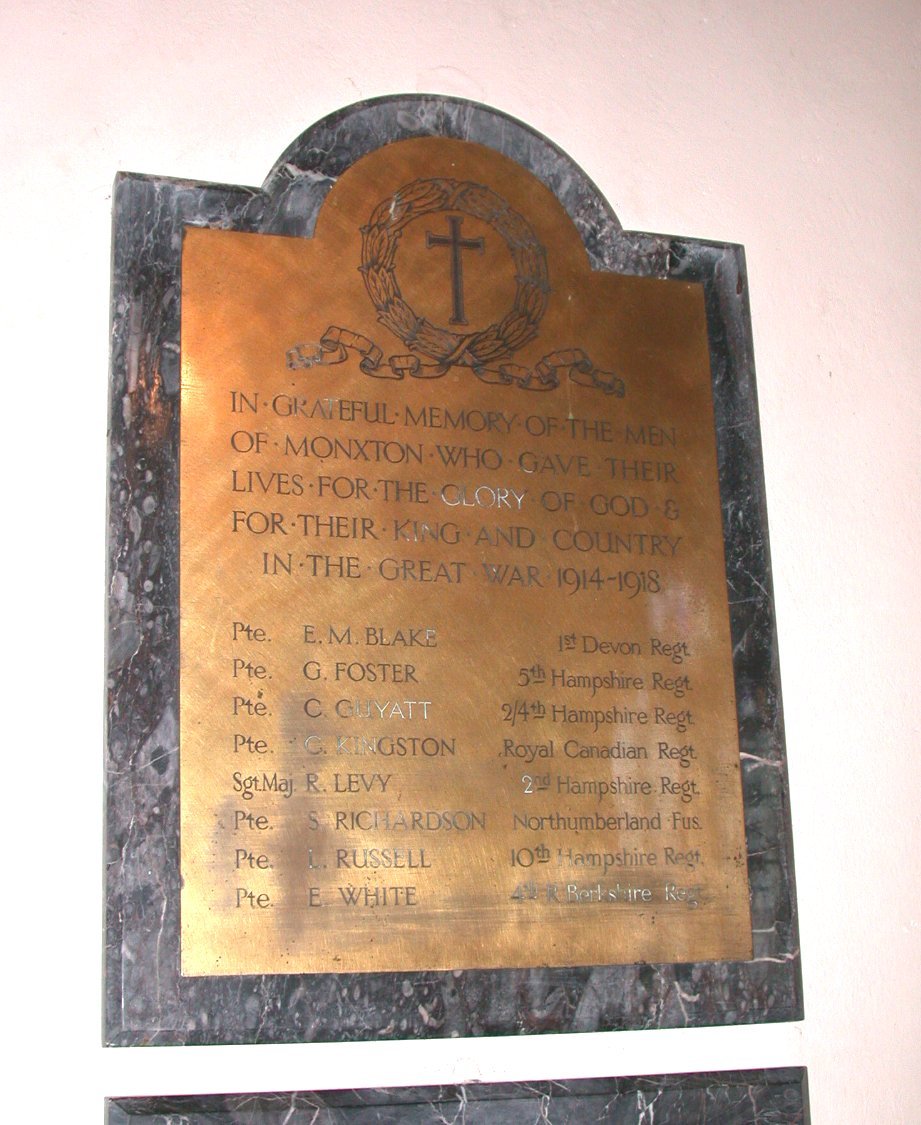 IN·GRATEFUL·MEMORY·OF·THE·MEN
OF·MONXTON·WHO·GAVE·THEIR
LIVES·FOR·THE·GLORY·OF·GOD·&
FOR·THEIR·KING·AND·COUNTRY
IN·THE·GREAT·WAR·1914-1918
Pte. E. M. BLAKE 1st Devon Regt.
Pte. G. FOSTER 5th Hampshire Regt.
Pte. C. GUYATT 2/4th Hampshire Regt.
Pte. C. KINGSTON Royal Canadian Regt.
Sgt.Maj. R. LEVY 2nd Hampshire Regt.
Pte. S. RICHARDSON Northumberland Fus.
Pte. L. RUSSELL 10th Hampshire Regt.
Pte. E. WHITE 4th R. Berkshire Regt.